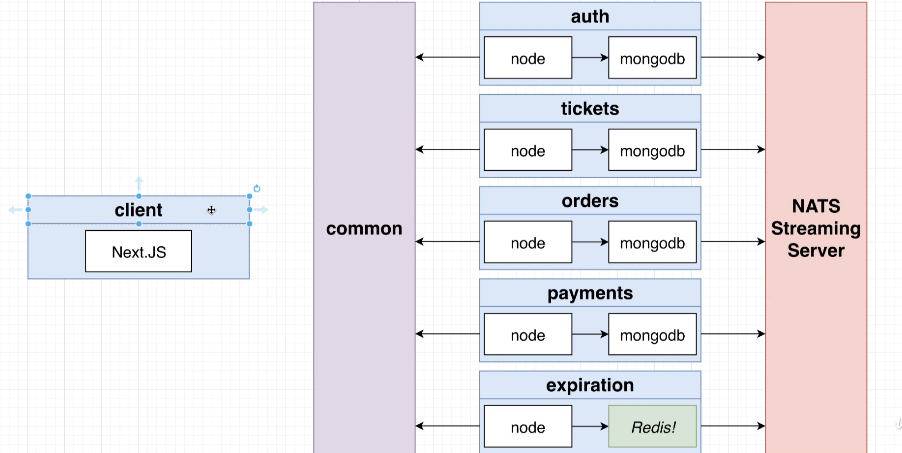 client
Next.JS
common
auth
node
mongodb
tickets
node
mongodb
orders
node
mongodb
payments
node
mongodb
expiration
node
Redis!
NATS
Streaming
Server